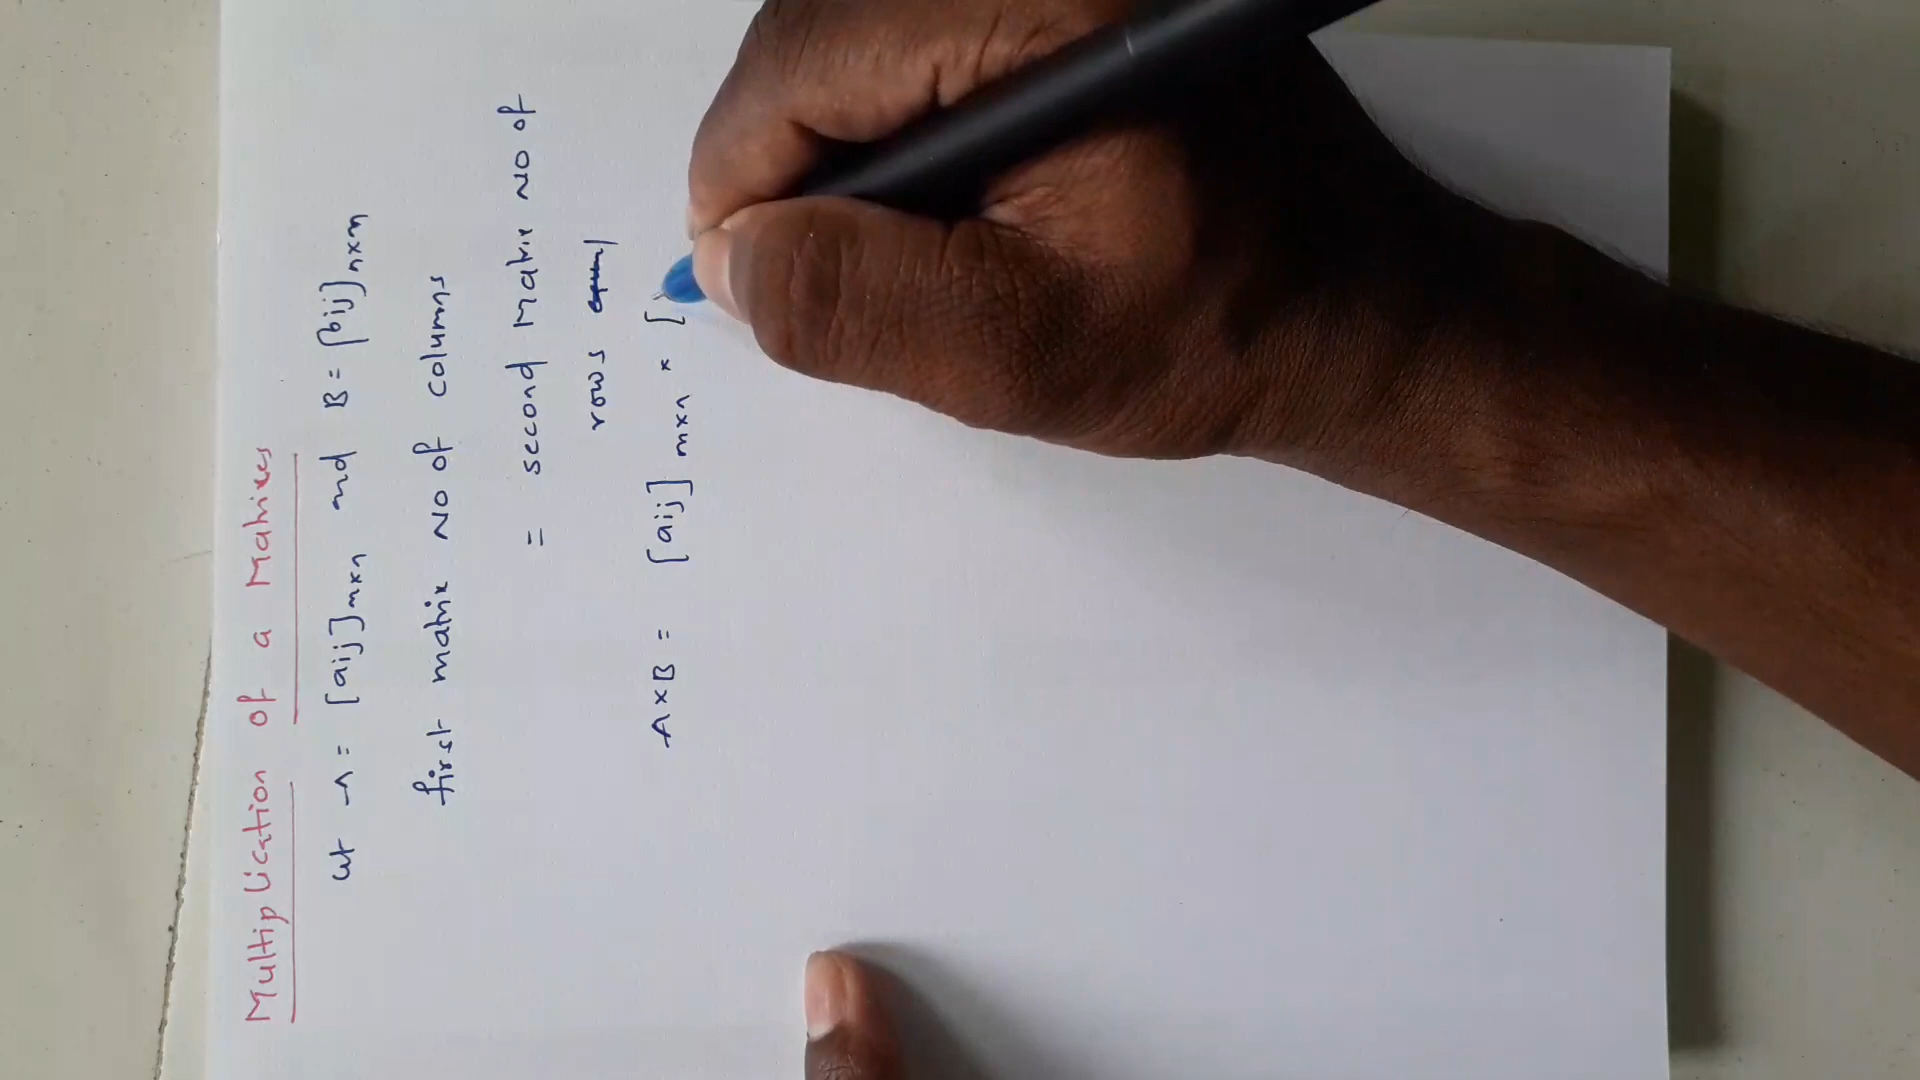 Multiplication of a Matrices
Let A = [aij]mxn and B = [bij]nxm
first matrix No of columns
= second Matrix No of
rows
A x B = [aij] mxn x [